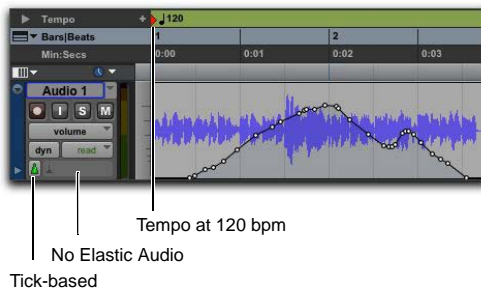 Tempo + 120
Bars|Beats 1 2
Min:Secs 0:00 0:01 0:02 0:03
Audio 1
I S M
volume
dyn read
Tempo at 120 bpm
No Elastic Audio
Tick-based